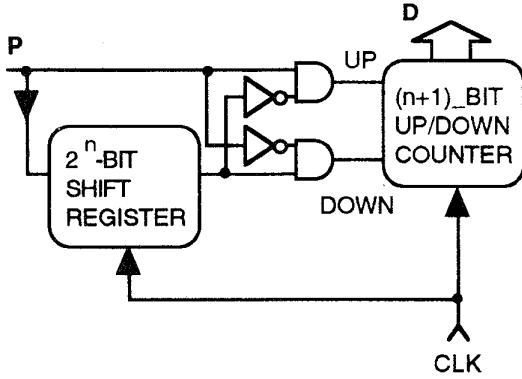 D
P
UP
(n+1)_BIT
UP/DOWN
COUNTER
2^n-BIT
SHIFT
REGISTER
DOWN
CLK